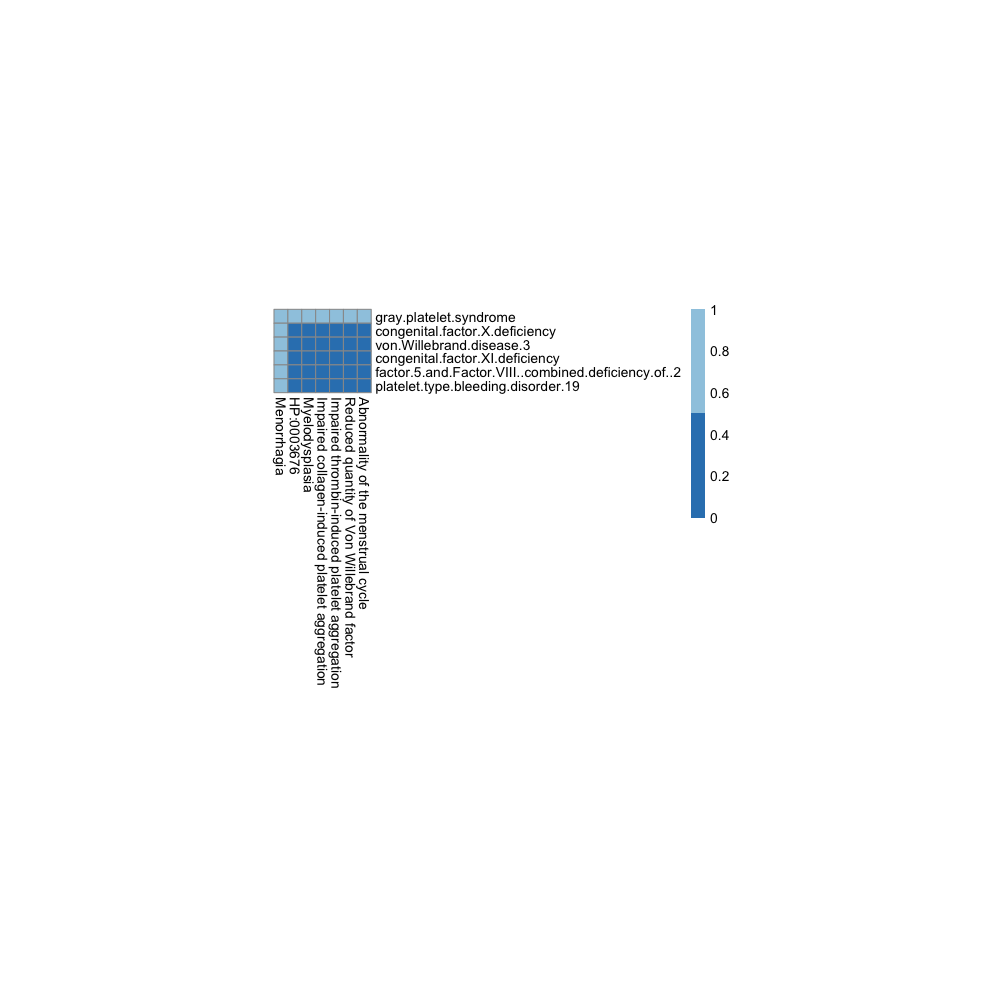 gray.platelet.syndrome
congenital.factor.X.deficiency
von.Willebrand.disease.3
congenital.factor.XI.deficiency
factor.5.and.Factor.VIII..combined.deficiency.of..2
platelet.type.bleeding.disorder.19
Menorrhagia
HP:0003676
Myelodysplasia
Impaired collagen-induced platelet aggregation
Impaired thrombin-induced platelet aggregation
Reduced quantity of Von Willebrand factor
Abnormality of the menstrual cycle
1
0.8
0.6
0.4
0.2
0